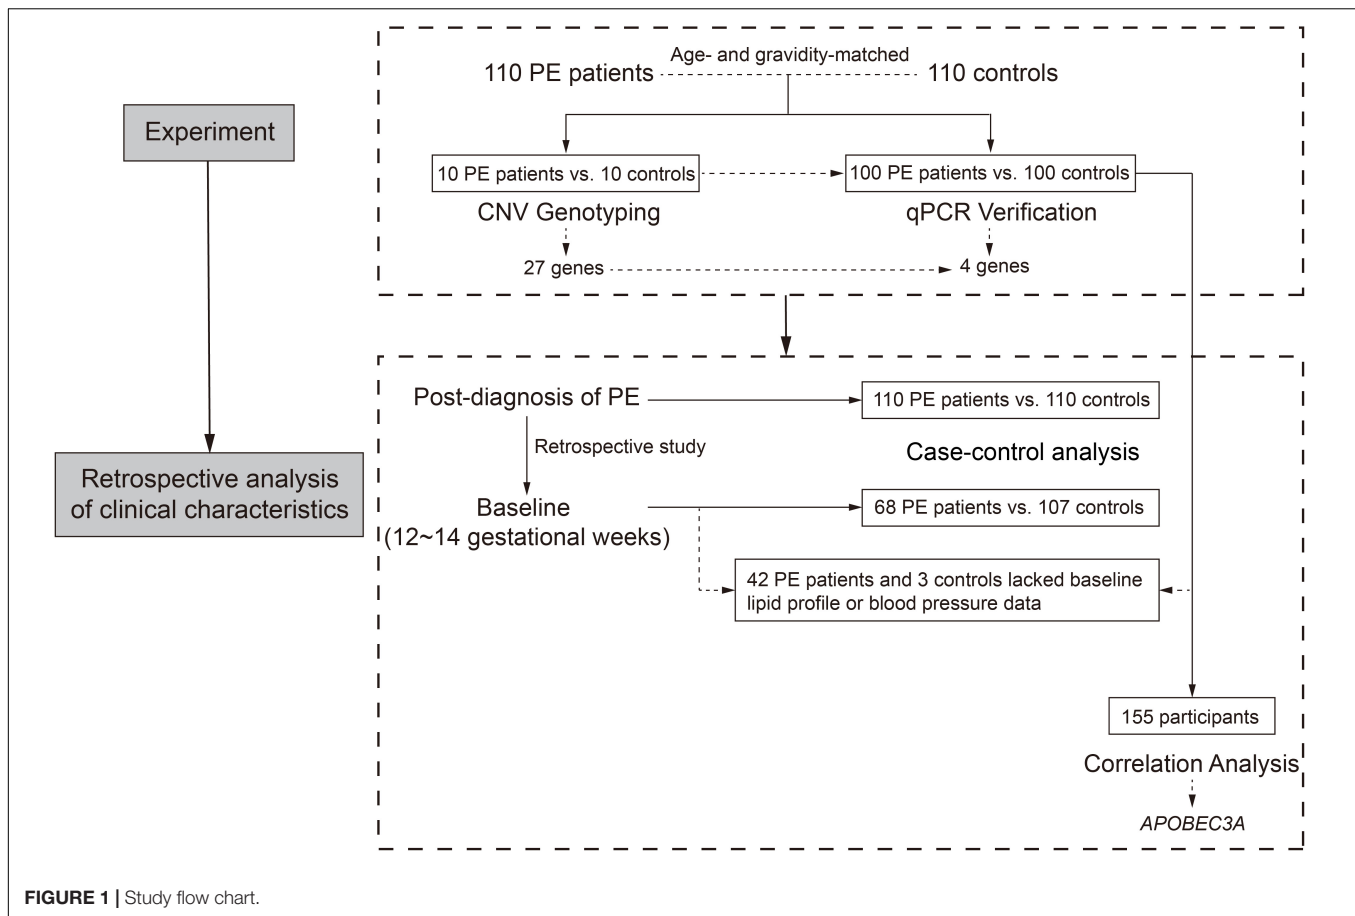 Age- and gravidity-matched
110 PE patients
110 controls
Experiment
10 PE patients vs. 10 controls
100 PE patients vs. 100 controls
CNV Genotyping
qPCR Verification
27 genes
4 genes
Post-diagnosis of PE
110 PE patients vs. 110 controls
Retrospective study
Case-control analysis
Retrospective analysis
of clinical characteristics
Baseline
(12~14 gestational weeks)
68 PE patients vs. 107 controls
42 PE patients and 3 controls lacked baseline
lipid profile or blood pressure data
155 participants
Correlation Analysis
APOBEC3A
FIGURE 1 | Study flow chart.